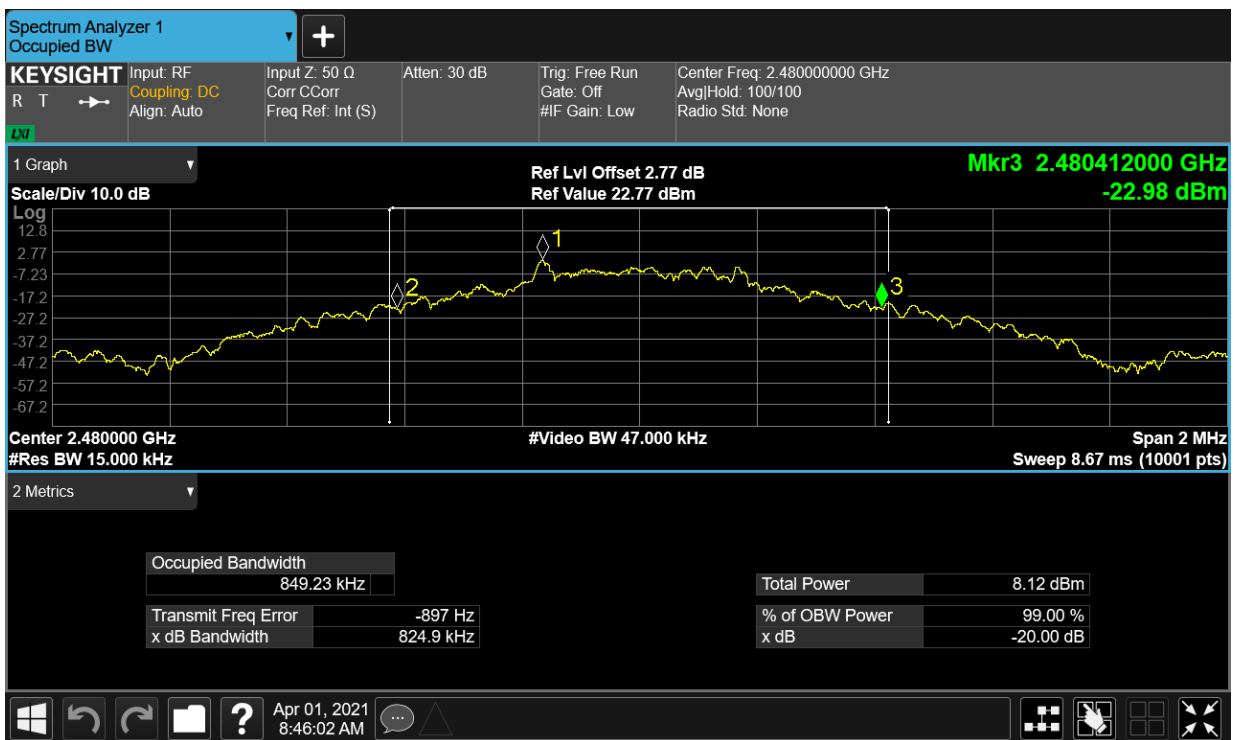 Spectrum Analyzer 1
Occupied BW
KEYSIGHT
R T
LXI
Input: RF
Coupling: DC
Align: Auto
Input Z: 50 Ω
Corr CCorr
Freq Ref: Int (S)
Atten: 30 dB
Trig: Free Run
Gate: Off
#IF Gain: Low
Center Freq: 2.480000000 GHz
Avg|Hold: 100/100
Radio Std: None
1 Graph
Scale/Div 10.0 dB
Ref Lvl Offset 2.77 dB
Ref Value 22.77 dBm
Mkr3 2.480412000 GHz
-22.98 dBm
Log
12.8
2.77
-7.23
-17.2
-27.2
-37.2
-47.2
-57.2
-67.2
1
2
3
Center 2.480000 GHz
#Res BW 15.000 kHz
#Video BW 47.000 kHz
Span 2 MHz
Sweep 8.67 ms (10001 pts)
2 Metrics
Occupied Bandwidth
849.23 kHz
Transmit Freq Error -897 Hz
x dB Bandwidth 824.9 kHz
Total Power 8.12 dBm
% of OBW Power 99.00 %
x dB -20.00 dB
?
Apr 01, 2021
8:46:02 AM